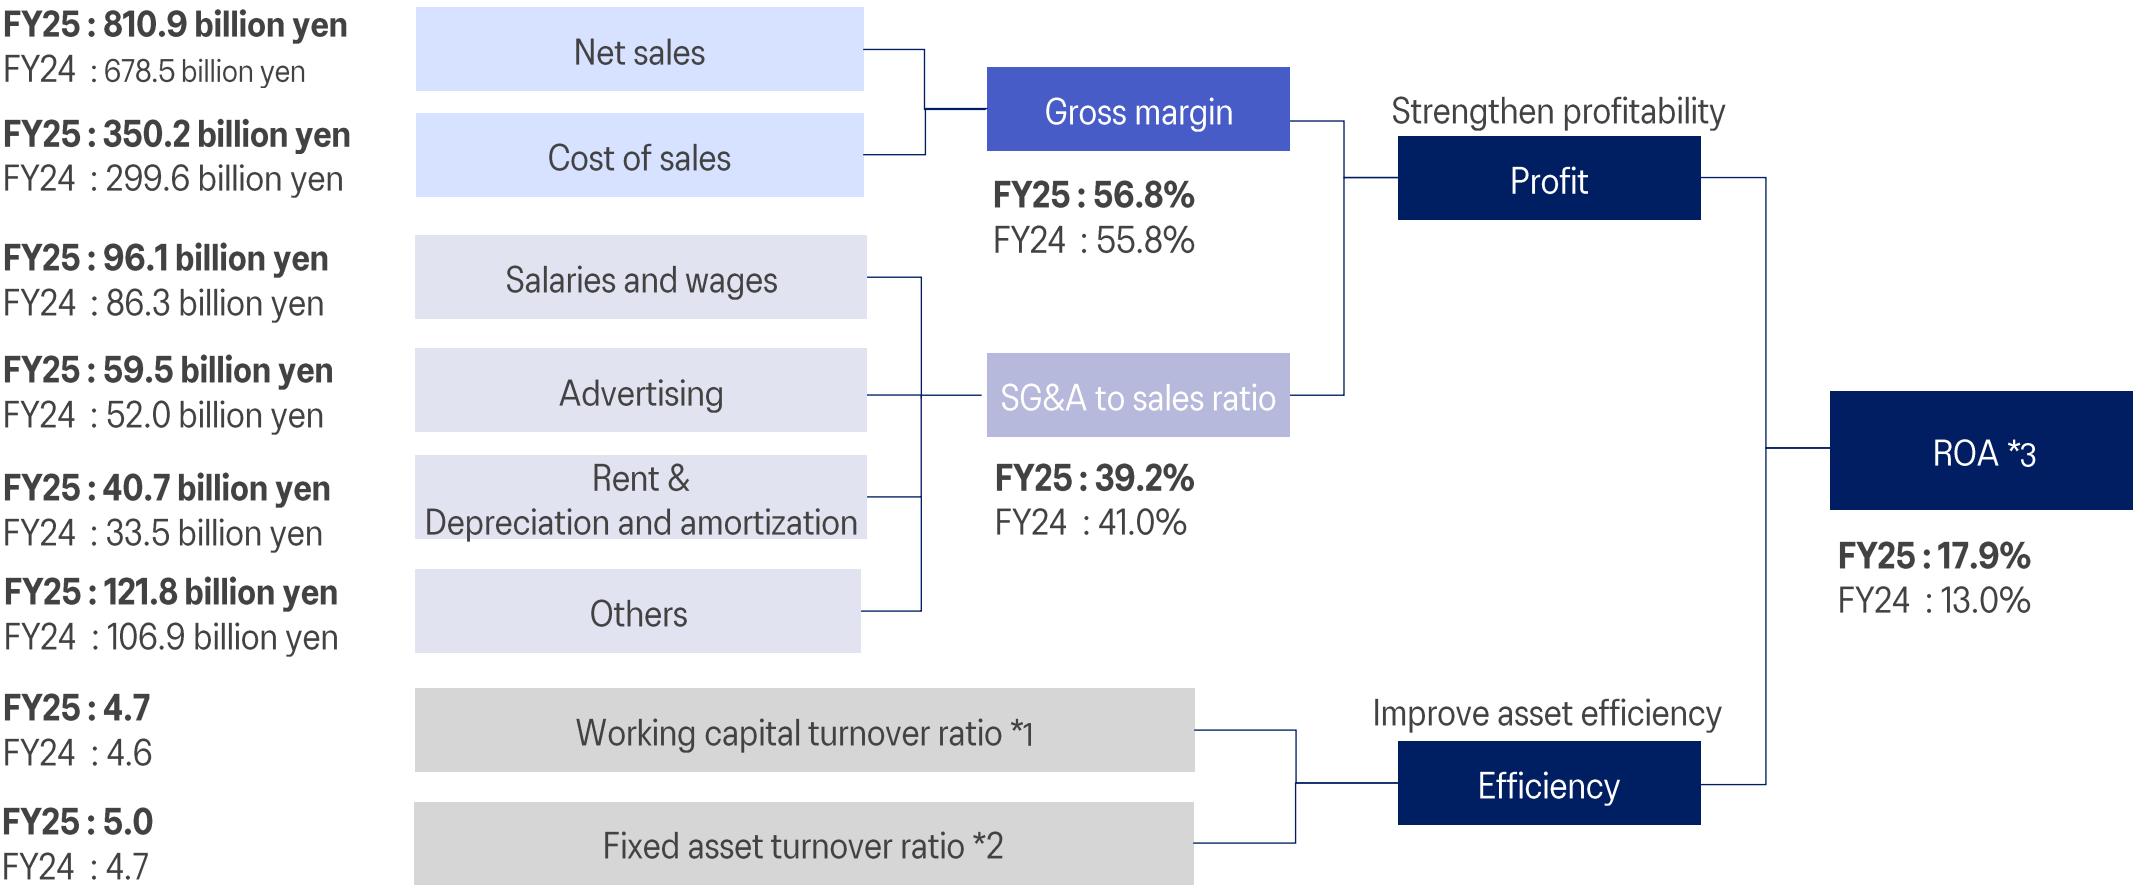 FY25 : 810.9 billion yen
FY24 : 678.5 billion yen
Net sales
FY25 : 350.2 billion yen
FY24 : 299.6 billion yen
Cost of sales
Gross margin
FY25 : 56.8%
FY24 : 55.8%
Strengthen profitability
Profit
FY25 : 96.1 billion yen
FY24 : 86.3 billion yen
Salaries and wages
FY25 : 59.5 billion yen
FY24 : 52.0 billion yen
Advertising
FY25 : 40.7 billion yen
FY24 : 33.5 billion yen
Rent &
Depreciation and amortization
FY25 : 121.8 billion yen
FY24 : 106.9 billion yen
Others
SG&A to sales ratio
FY25 : 39.2%
FY24 : 41.0%
ROA *3
FY25 : 17.9%
FY24 : 13.0%
FY25 : 4.7
FY24 : 4.6
Working capital turnover ratio *1
FY25 : 5.0
FY24 : 4.7
Fixed asset turnover ratio *2
Improve asset efficiency
Efficiency